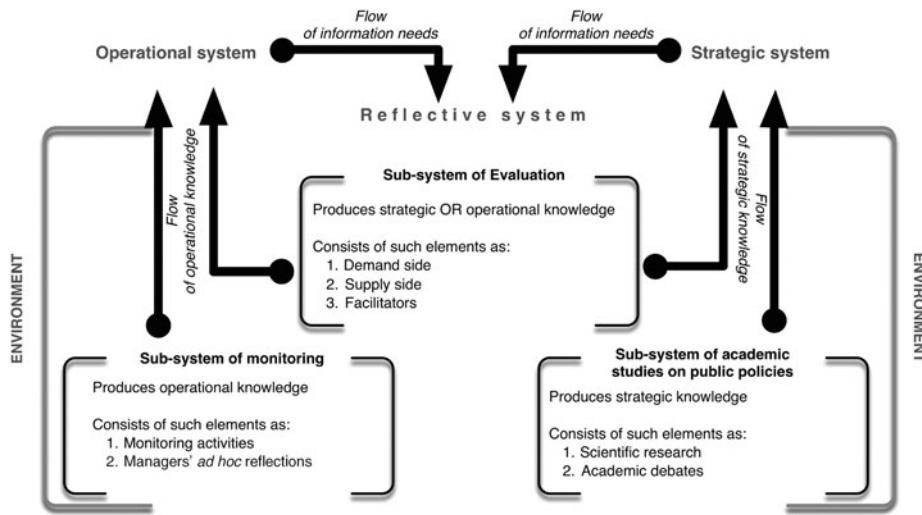 Flow
of information needs
Flow
of information needs
Operational system
Strategic system
Reflective system
Flow
of operational knowledge
Flow
of strategic knowledge
ENVIRONMENT
ENVIRONMENT
Sub-system of Evaluation
Produces strategic OR operational knowledge
Consists of such elements as:
1. Demand side
2. Supply side
3. Facilitators
Sub-system of monitoring
Produces operational knowledge
Consists of such elements as:
1. Monitoring activities
2. Managers' ad hoc reflections
Sub-system of academic
studies on public policies
Produces strategic knowledge
Consists of such elements as:
1. Scientific research
2. Academic debates